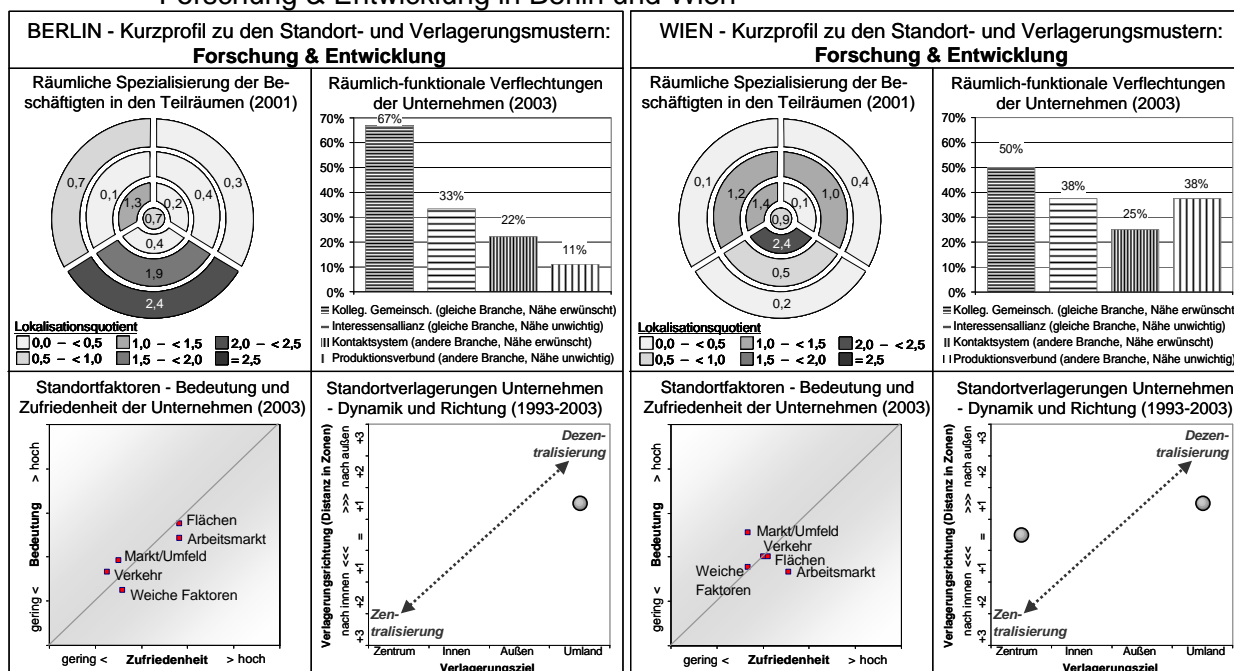 Forschung & Entwicklung in Berlin und Wien
BERLIN - Kurzprofil zu den Standort- und Verlagerungsmustern:
Forschung & Entwicklung
Räumliche Spezialisierung der Be-
schäftigten in den Teilräumen (2001)
0,7
0,1
1,3
0,7
0,2
0,4
0,3
0,4
1,9
2,4
Lokalisationsquotient
0,0 – < 0,5
1,0 – < 1,5
2,0 – < 2,5
0,5 – < 1,0
1,5 – < 2,0
= 2,5
Räumlich-funktionale Verflechtungen
der Unternehmen (2003)
70%
60%
50%
40%
30%
20%
10%
0%
67%
33%
22%
11%
Kolleg. Gemeinsch. (gleiche Branche, Nähe erwünscht)
Interessensallianz (gleiche Branche, Nähe unwichtig)
Kontaktsystem (andere Branche, Nähe erwünscht)
Produktionsverbund (andere Branche, Nähe unwichtig)
Standortfaktoren - Bedeutung und
Zufriedenheit der Unternehmen (2003)
gering < Bedeutung > hoch
Flächen
Arbeitsmarkt
Markt/Umfeld
Verkehr
Weiche Faktoren
gering < Zufriedenheit > hoch
Standortverlagerungen Unternehmen
- Dynamik und Richtung (1993-2003)
Verlagerungsrichtung (Distanz in Zonen)
nach innnen <<< = >>> nach außen
+3
+2
+1
=
+1
+2
+3
Dezen-
tralisierung
Zen-
tralisierung
Zentrum Innen Außen Umland
Verlagerungsziel
WIEN - Kurzprofil zu den Standort- und Verlagerungsmustern:
Forschung & Entwicklung
Räumliche Spezialisierung der Be-
schäftigten in den Teilräumen (2001)
0,1
1,2
1,4
0,9
0,1
1,0
0,4
2,4
0,5
0,2
Lokalisationsquotient
0,0 – < 0,5
1,0 – < 1,5
2,0 – < 2,5
0,5 – < 1,0
1,5 – < 2,0
= 2,5
Räumlich-funktionale Verflechtungen
der Unternehmen (2003)
70%
60%
50%
40%
30%
20%
10%
0%
50%
38%
25%
38%
Kolleg. Gemeinsch. (gleiche Branche, Nähe erwünscht)
Interessensallianz (gleiche Branche, Nähe unwichtig)
Kontaktsystem (andere Branche, Nähe erwünscht)
Produktionsverbund (andere Branche, Nähe unwichtig)
Standortfaktoren - Bedeutung und
Zufriedenheit der Unternehmen (2003)
gering < Bedeutung > hoch
Markt/Umfeld
Verkehr
Flächen
Weiche
Faktoren
Arbeitsmarkt
gering < Zufriedenheit > hoch
Standortverlagerungen Unternehmen
- Dynamik und Richtung (1993-2003)
Verlagerungsrichtung (Distanz in Zonen)
nach innnen <<< = >>> nach außen
+3
+2
+1
=
+1
+2
+3
Dezen-
tralisierung
Zen-
tralisierung
Zentrum Innen Außen Umland
Verlagerungsziel